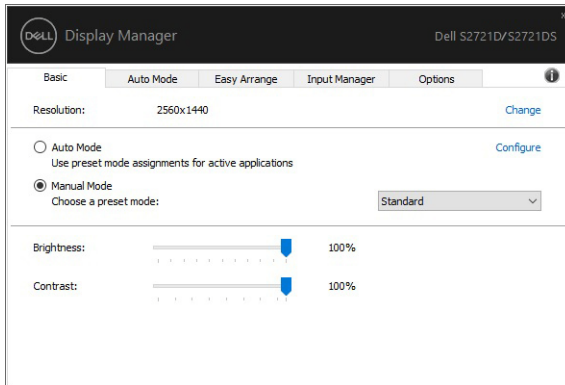 DELL Display Manager
Dell S2721D/S2721DS
Basic Auto Mode Easy Arrange Input Manager Options
Resolution: 2560x1440 Change
Auto Mode Configure
Use preset mode assignments for active applications
Manual Mode
Choose a preset mode: Standard
Brightness: 100%
Contrast: 100%